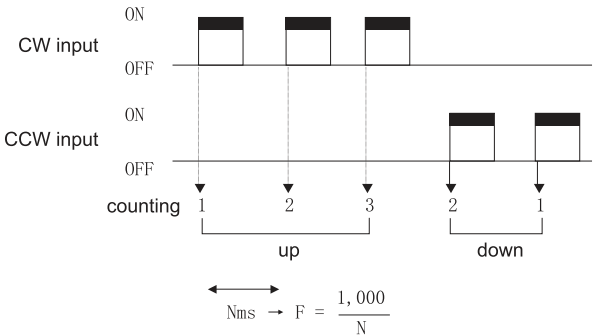 ON
CW input
OFF
ON
CCW input
OFF
counting 1 2 3 2 1
up down
Nms → F = 1,000
N